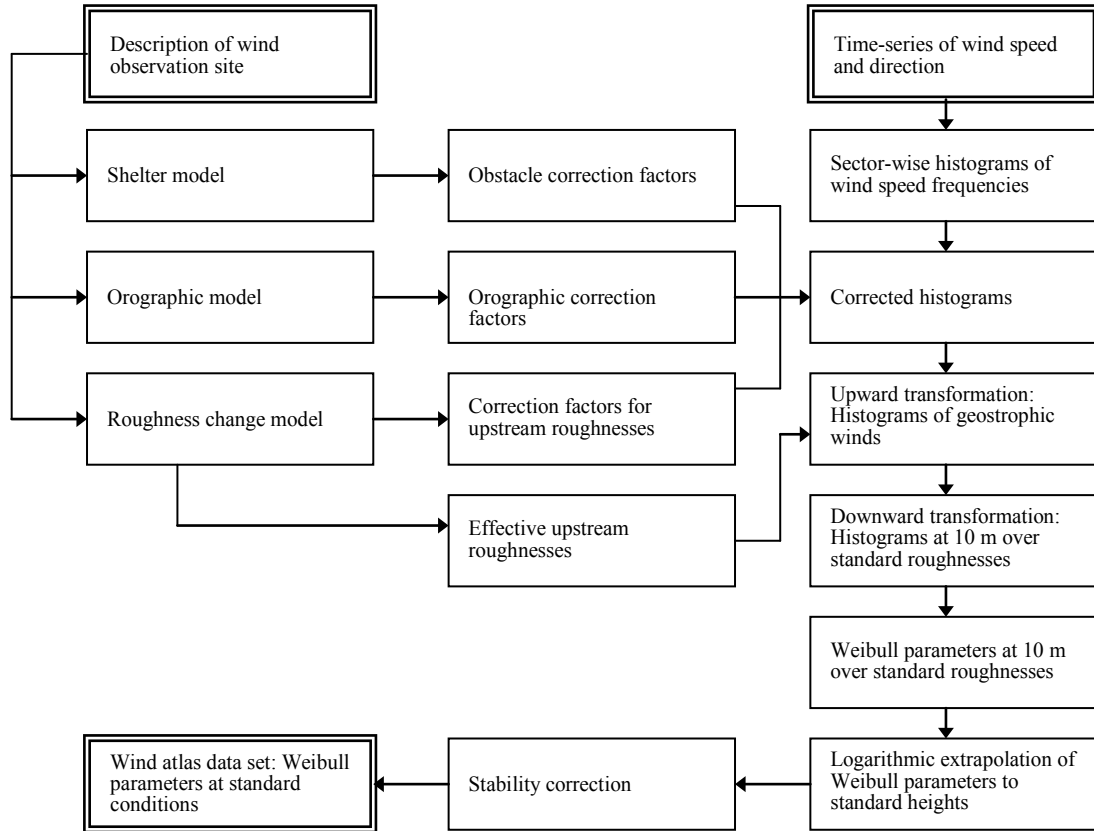 Description of wind
observation site
Time-series of wind speed
and direction
Shelter model
Obstacle correction factors
Sector-wise histograms of
wind speed frequencies
Orographic model
Orographic correction
factors
Corrected histograms
Roughness change model
Correction factors for
upstream roughnesses
Upward transformation:
Histograms of geostrophic
winds
Effective upstream
roughnesses
Downward transformation:
Histograms at 10 m over
standard roughnesses
Weibull parameters at 10 m
over standard roughnesses
Wind atlas data set: Weibull
parameters at standard
conditions
Stability correction
Logarithmic extrapolation of
Weibull parameters to
standard heights